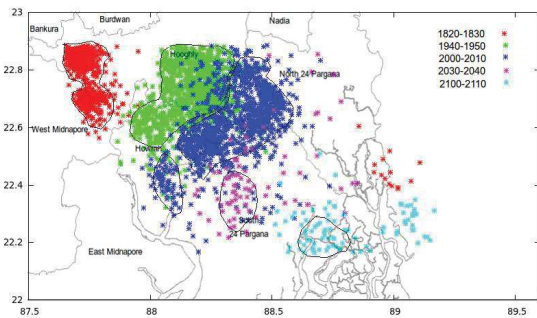 23
22.8
22.6
22.4
22.2
22
87.5
88
88.5
89
89.5
Bankura
Burdwan
Nadia
Hooghly
North 24 Pargana
West Midnapore
Howrah
South
24 Pargana
East Midnapore
1820-1830
1940-1950
2000-2010
2030-2040
2100-2110